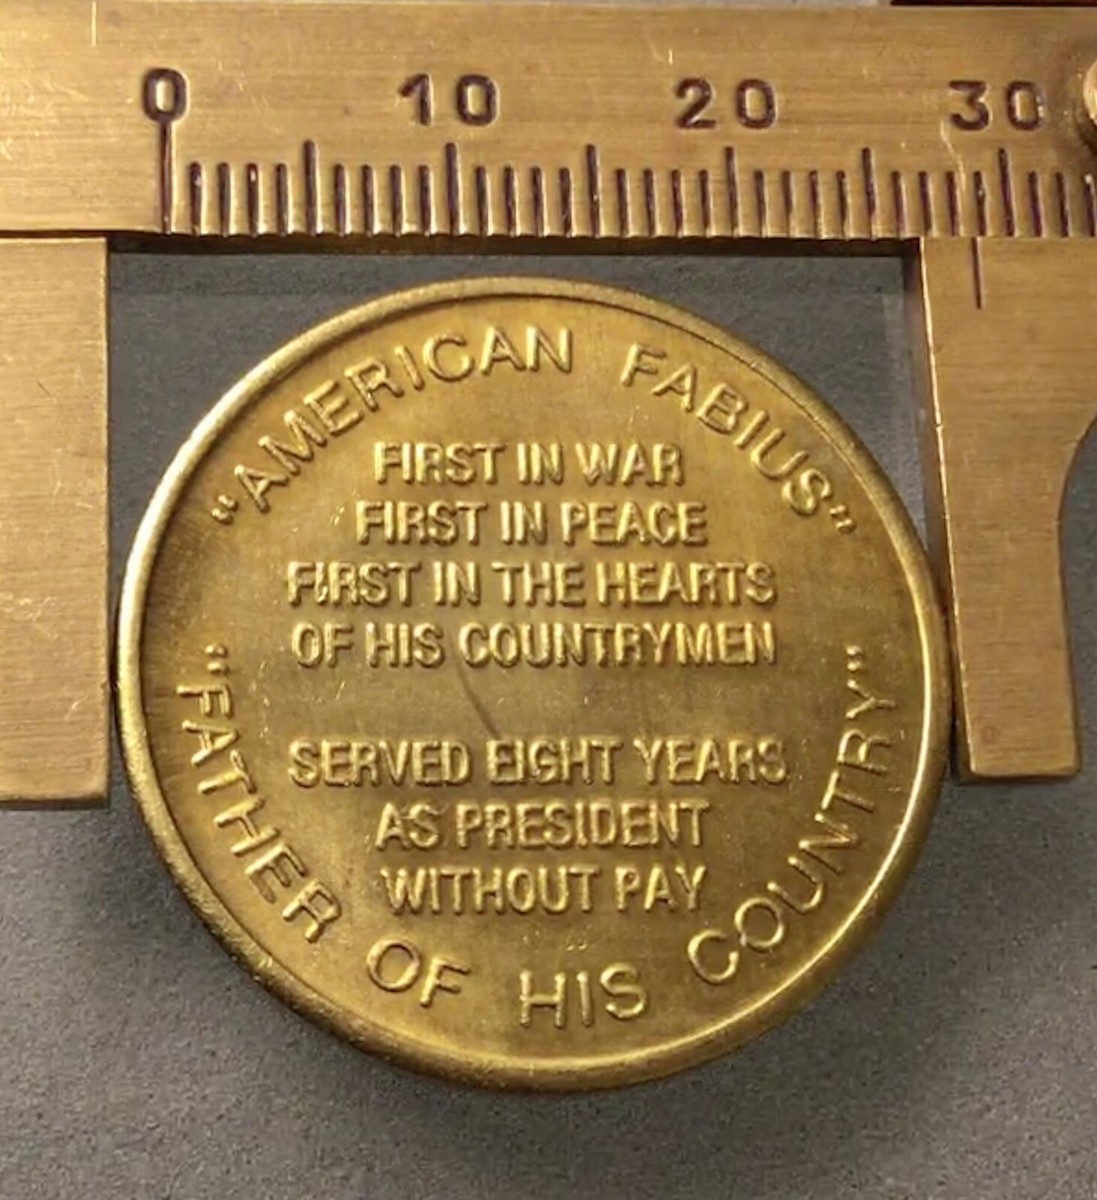 0 10 20 30
"AMERICAN FABIUS"
FIRST IN WAR
FIRST IN PEACE
FIRST IN THE HEARTS
OF HIS COUNTRYMEN
SERVED EIGHT YEARS
AS PRESIDENT
WITHOUT PAY
"FATHER OF HIS COUNTRY"